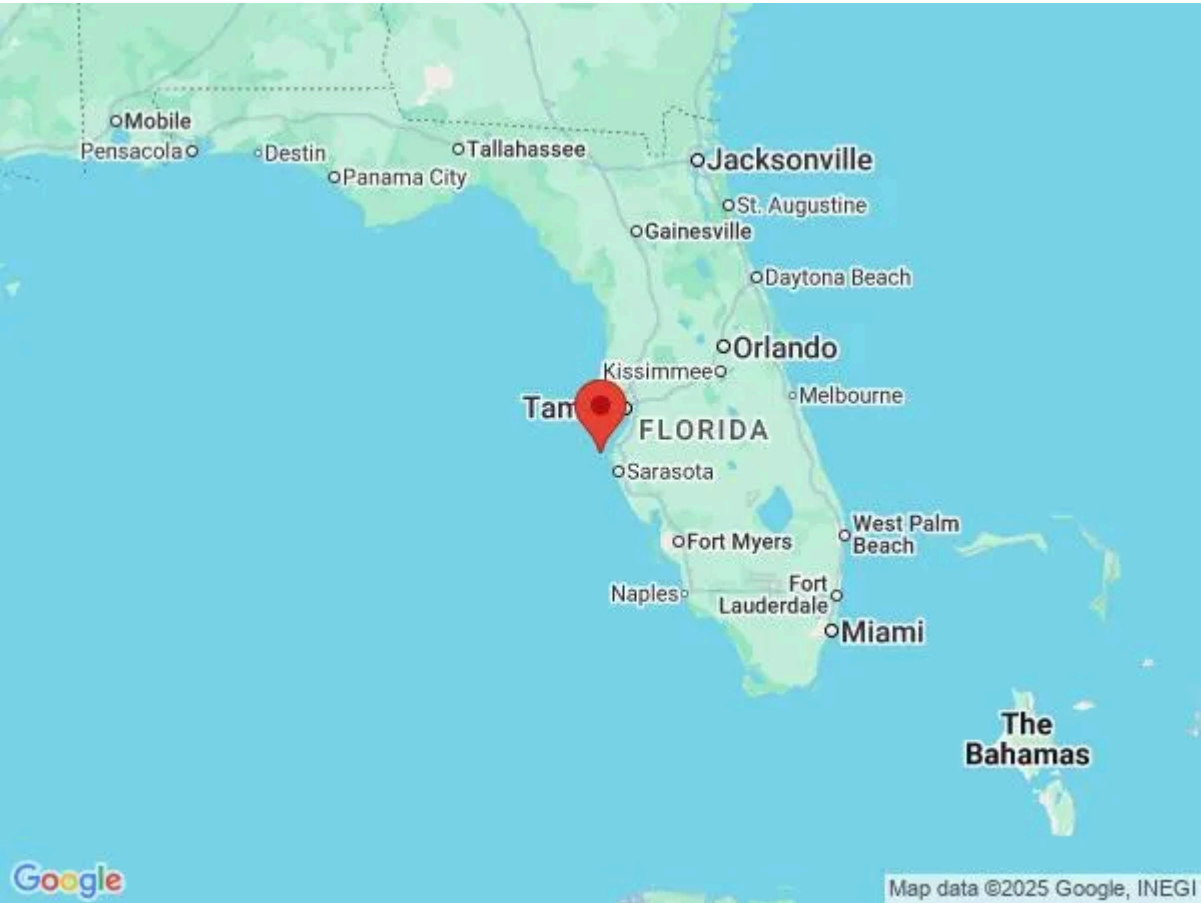 Mobile
Pensacola
Destin
Tallahassee
Panama City
Jacksonville
St. Augustine
Gainesville
Daytona Beach
Orlando
Kissimmee
Melbourne
Tam
FLORIDA
Sarasota
West Palm
Beach
Fort Myers
Naples
Fort
Lauderdale
Miami
The
Bahamas
Google
Map data ©2025 Google, INEGI